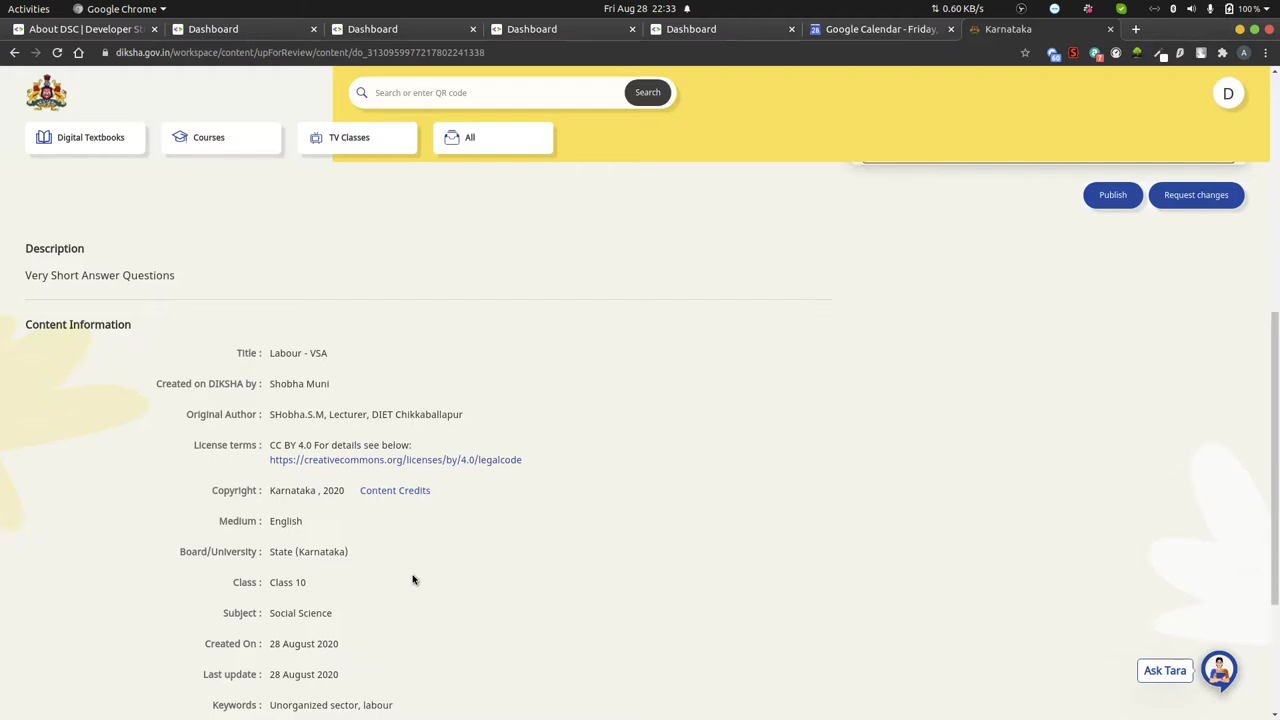 Activities
Google Chrome
Fri Aug 28 22:33
0.60 KB/s
100 %
About DSC | Developer St
Dashboard
Dashboard
Dashboard
Dashboard
28
Google Calendar - Friday,
Karnataka
diksha.gov.in/workspace/content/upForReview/content/do_3130959977217802241338
60
7
A
Search or enter QR code
Search
D
Digital Textbooks
Courses
TV Classes
All
Publish
Request changes
Description
Very Short Answer Questions
Content Information
Title : Labour - VSA
Created on DIKSHA by : Shobha Muni
Original Author : SHobha.S.M, Lecturer, DIET Chikkaballapur
License terms : CC BY 4.0 For details see below:
https://creativecommons.org/licenses/by/4.0/legalcode
Copyright : Karnataka , 2020 Content Credits
Medium : English
Board/University : State (Karnataka)
Class : Class 10
Subject : Social Science
Created On : 28 August 2020
Last update : 28 August 2020
Keywords : Unorganized sector, labour
Ask Tara